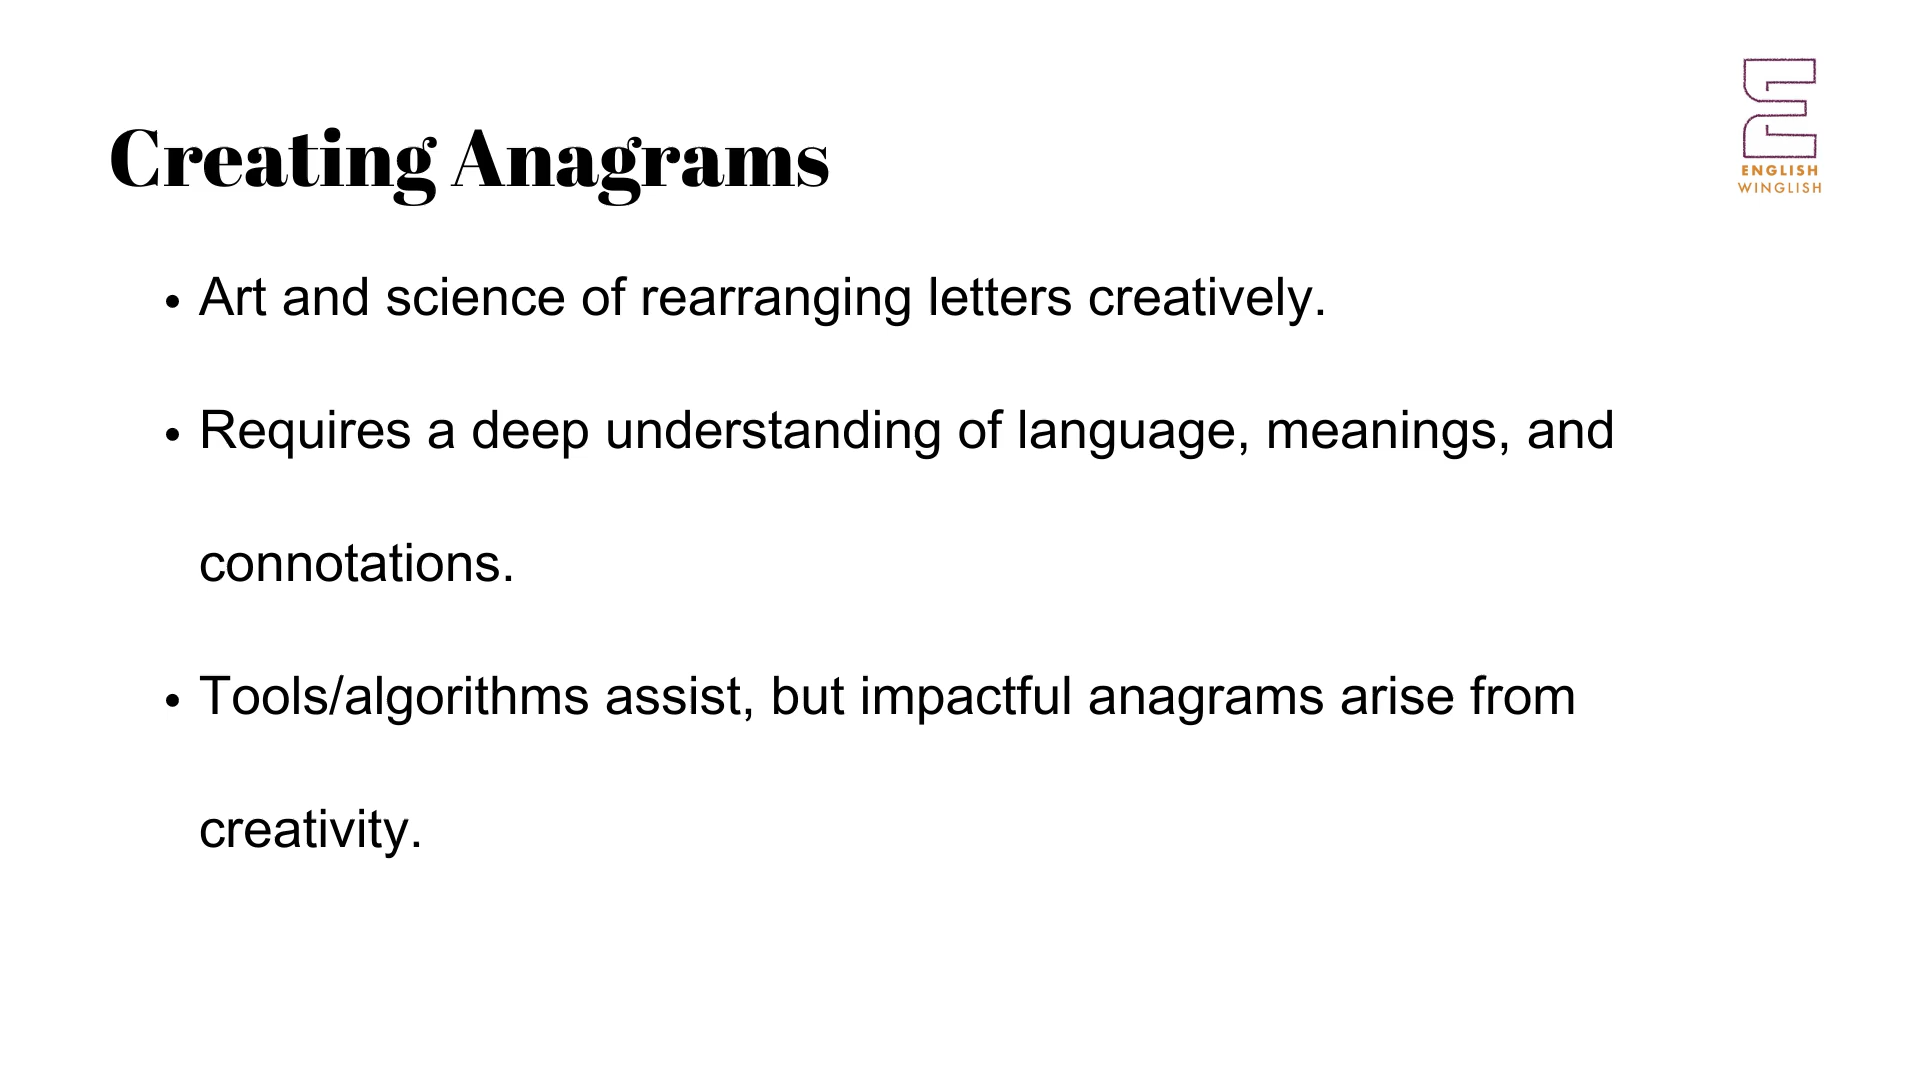 Creating Anagrams
ENGLISH
WINGLISH
• Art and science of rearranging letters creatively.
• Requires a deep understanding of language, meanings, and
connotations.
• Tools/algorithms assist, but impactful anagrams arise from
creativity.